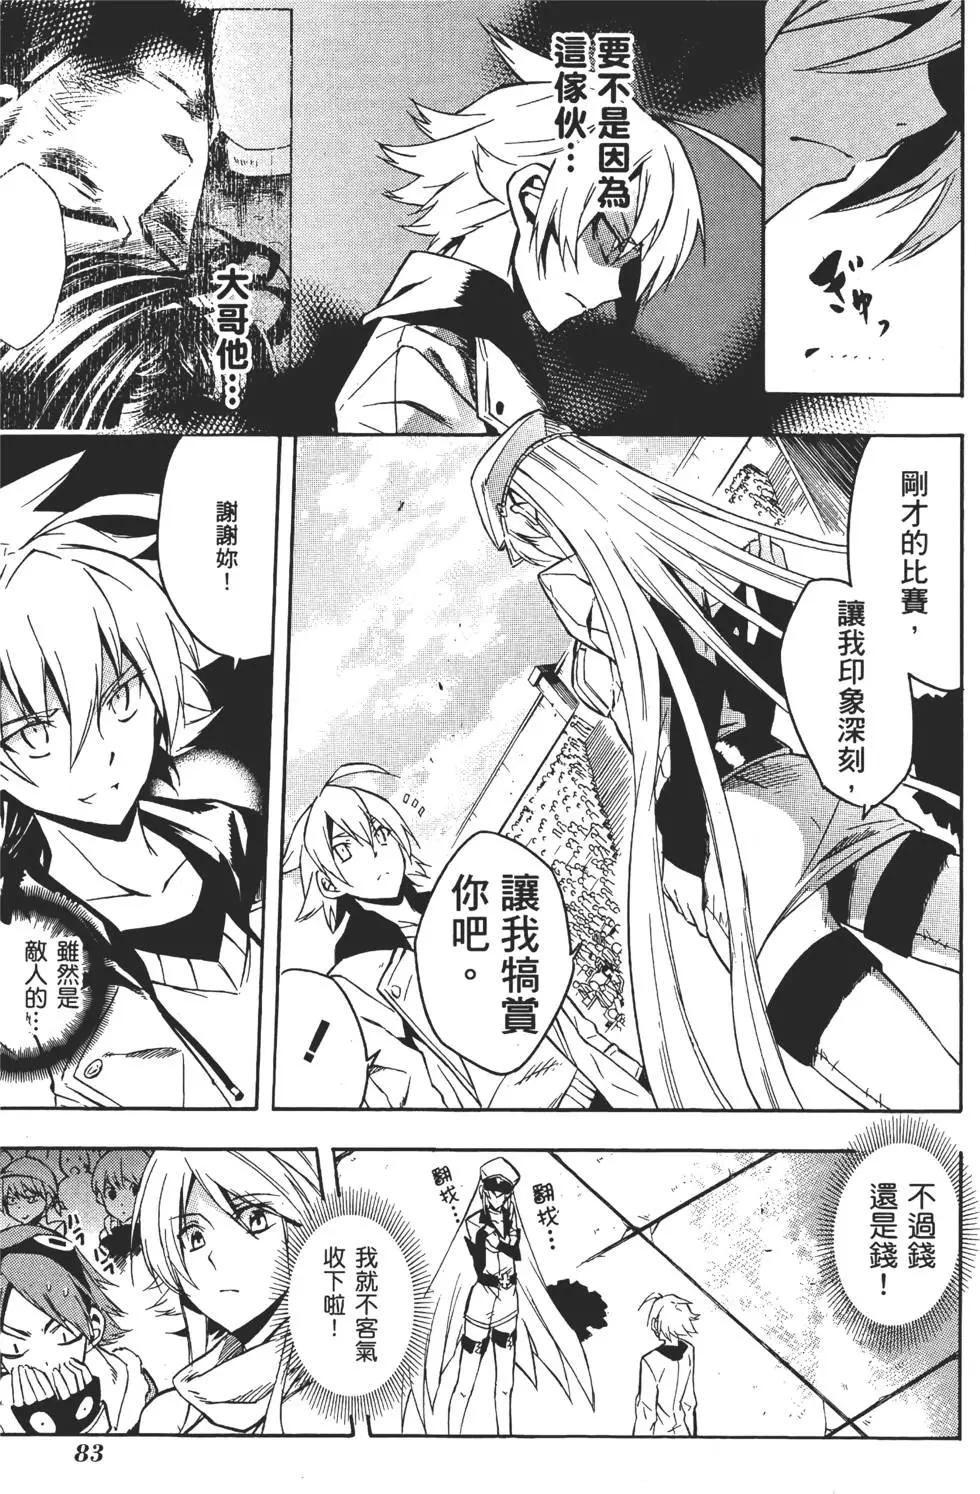 ぎゅっ
要不是因為
這傢伙…
大哥他…
剛才的比賽，
讓我印象深刻，
讓我犒賞
你吧。
!
謝謝妳！
雖然是
敵人的…
不過錢
還是錢！
翻找…
翻找…
我就不客氣
收下啦！
83